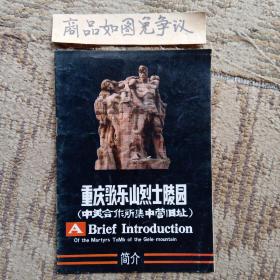 商品如图免争议
重庆歌乐山烈士陵园
(中美合作所集中营旧址)
A Brief Introduction
Of the Martyrs ToMb of the Gele-mountain
简介